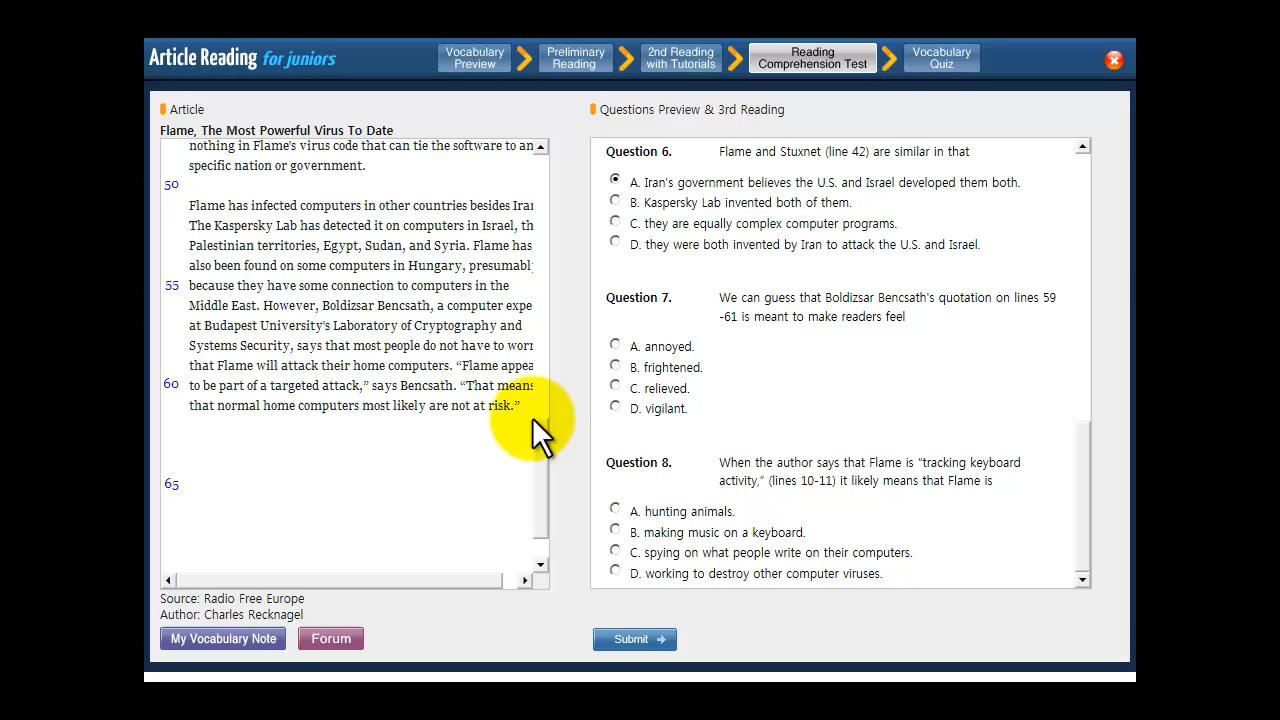 Article Reading for juniors
Vocabulary Preview
Preliminary Reading
2nd Reading with Tutorials
Reading Comprehension Test
Vocabulary Quiz
Article
Flame, The Most Powerful Virus To Date
nothing in Flame's virus code that can tie the software to an
specific nation or government.
50
Flame has infected computers in other countries besides Iran
The Kaspersky Lab has detected it on computers in Israel, th
Palestinian territories, Egypt, Sudan, and Syria. Flame has
also been found on some computers in Hungary, presumabl
55 because they have some connection to computers in the
Middle East. However, Boldizsar Bencsath, a computer expe
at Budapest University's Laboratory of Cryptography and
Systems Security, says that most people do not have to worr
that Flame will attack their home computers. “Flame appea
60 to be part of a targeted attack,” says Bencsath. “That means
that normal home computers most likely are not at risk.”
65
Source: Radio Free Europe
Author: Charles Recknagel
My Vocabulary Note
Forum
Questions Preview & 3rd Reading
Question 6. Flame and Stuxnet (line 42) are similar in that
A. Iran's government believes the U.S. and Israel developed them both.
B. Kaspersky Lab invented both of them.
C. they are equally complex computer programs.
D. they were both invented by Iran to attack the U.S. and Israel.
Question 7. We can guess that Boldizsar Bencsath's quotation on lines 59
-61 is meant to make readers feel
A. annoyed.
B. frightened.
C. relieved.
D. vigilant.
Question 8. When the author says that Flame is “tracking keyboard
activity,” (lines 10-11) it likely means that Flame is
A. hunting animals.
B. making music on a keyboard.
C. spying on what people write on their computers.
D. working to destroy other computer viruses.
Submit